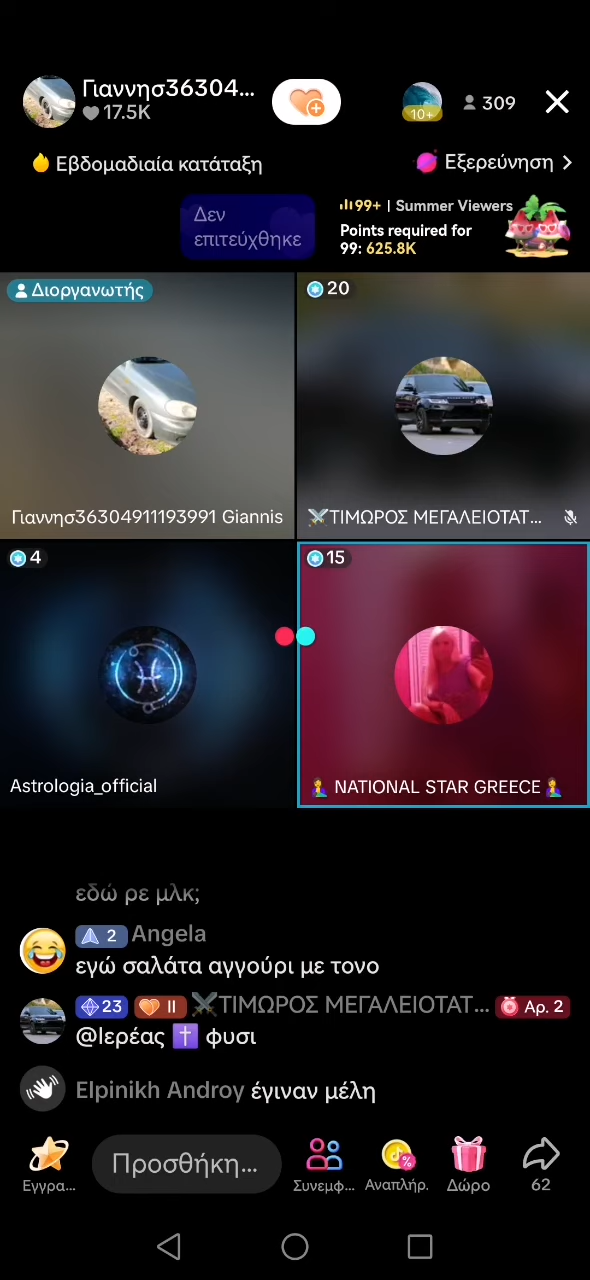 Γιαννησ36304...
17.5K
10+
309
Εβδομαδιαία κατάταξη
Εξερεύνηση
Δεν
επιτεύχθηκε
99+ | Summer Viewers
Points required for
99: 625.8K
Διοργανωτής
20
Γιαννησ36304911193991 Giannis
ΤΙΜΩΡΟΣ ΜΕΓΑΛΕΙΟΤΑΤ...
4
15
Astrologia_official
NATIONAL STAR GREECE
εδώ ρε μλκ;
2 Angela
εγώ σαλάτα αγγούρι με τονο
23 II ΤΙΜΩΡΟΣ ΜΕΓΑΛΕΙΟΤΑΤ... Αρ. 2
@Ιερέας ✝️ φυσι
Elpinikh Androy έγιναν μέλη
Προσθήκη...
Εγγρα...
Συνεμφ...
Αναπλήρ.
Δώρο
62